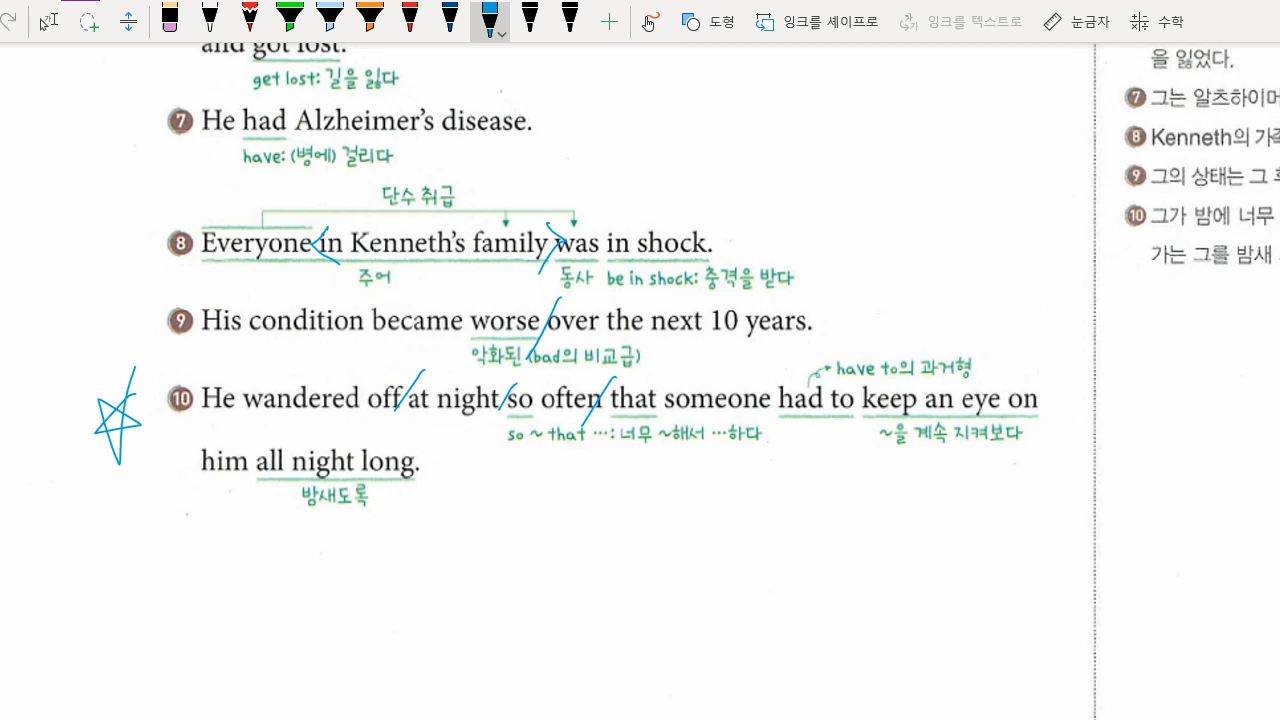 도형 잉크를 셰이프로 잉크를 텍스트로 눈금자 수학
and got lost.
get lost: 길을 잃다
7 He had Alzheimer's disease.
have: (병에) 걸리다
단수 취급
8 Everyone in Kenneth's family was in shock.
주어 동사 be in shock: 충격을 받다
9 His condition became worse over the next 10 years.
악화된 (bad의 비교급)
have to의 과거형
10 He wandered off at night so often that someone had to keep an eye on
so ~ that …: 너무 ~해서 …하다 ~을 계속 지켜보다
him all night long.
밤새도록
을 잃었다.
7 그는 알츠하이머
8 Kenneth의 가족
9 그의 상태는 그
10 그가 밤에 너무
가는 그를 밤새